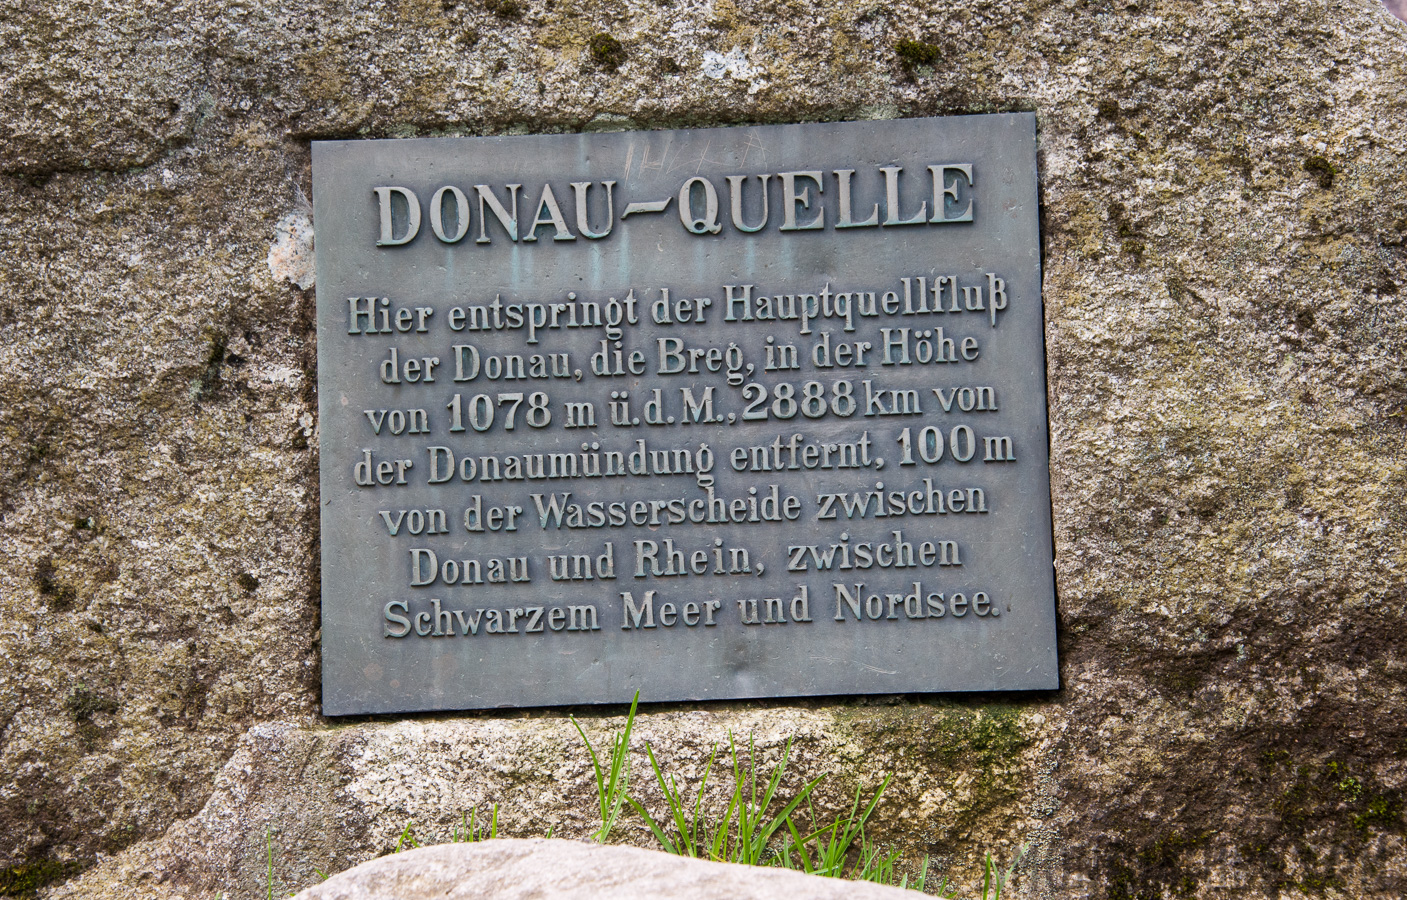 DONAU-QUELLE
Hier entspringt der Hauptquellfluß
der Donau, die Breg, in der Höhe
von 1078 m ü.d.M., 2888 km von
der Donaumündung entfernt, 100 m
von der Wasserscheide zwischen
Donau und Rhein, zwischen
Schwarzem Meer und Nordsee.